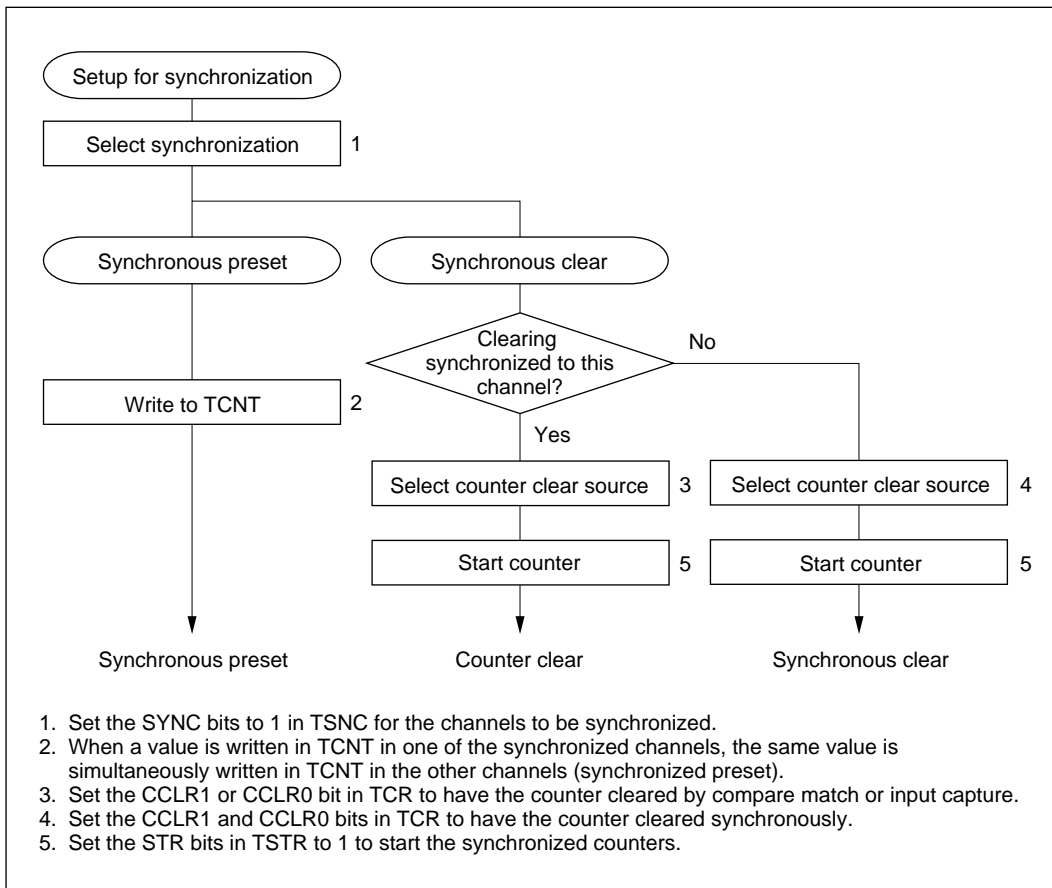 Setup for synchronization
Select synchronization 1
Synchronous preset
Synchronous clear
Clearing
synchronized to this
channel?
No
Write to TCNT 2
Yes
Select counter clear source 3
Select counter clear source 4
Start counter 5
Start counter 5
Synchronous preset
Counter clear
Synchronous clear
1. Set the SYNC bits to 1 in TSNC for the channels to be synchronized.
2. When a value is written in TCNT in one of the synchronized channels, the same value is
simultaneously written in TCNT in the other channels (synchronized preset).
3. Set the CCLR1 or CCLR0 bit in TCR to have the counter cleared by compare match or input capture.
4. Set the CCLR1 and CCLR0 bits in TCR to have the counter cleared synchronously.
5. Set the STR bits in TSTR to 1 to start the synchronized counters.